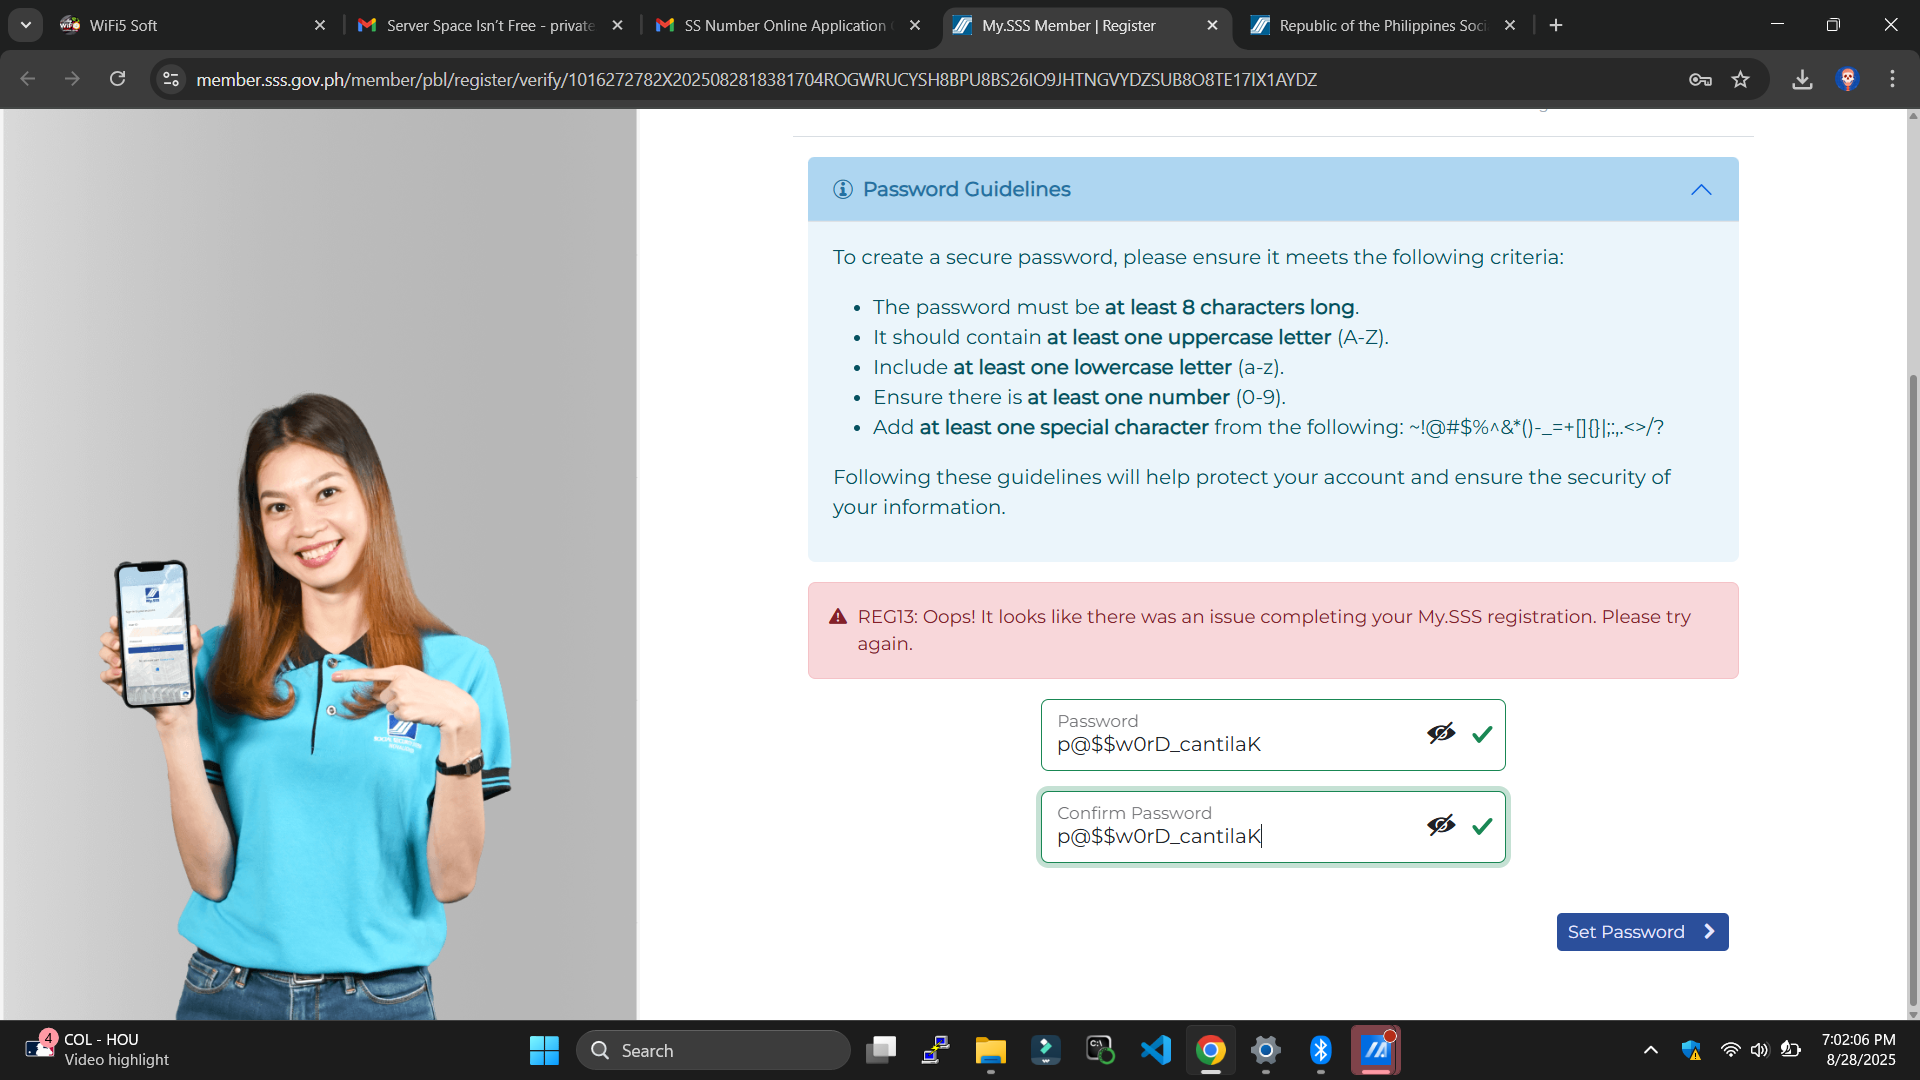 WiFi5 Soft
Server Space Isn't Free - private
SS Number Online Application
My.SSS Member | Register
Republic of the Philippines Soci
member.sss.gov.ph/member/pbl/register/verify/1016272782X2025082818381704ROGWRUCYSH8BPU8BS26IO9JHTNGVYDZSUB8O8TE17IX1AYDZ
Password Guidelines
To create a secure password, please ensure it meets the following criteria:
• The password must be at least 8 characters long.
• It should contain at least one uppercase letter (A-Z).
• Include at least one lowercase letter (a-z).
• Ensure there is at least one number (0-9).
• Add at least one special character from the following: ~!@#$%^&*()-_=+[]{}|;:,.<>/?
Following these guidelines will help protect your account and ensure the security of
your information.
REG13: Oops! It looks like there was an issue completing your My.SSS registration. Please try
again.
Password
p@$$w0rD_cantilaK
Confirm Password
p@$$w0rD_cantilaK
Set Password
4
COL - HOU
Video highlight
Search
7:02:06 PM
8/28/2025